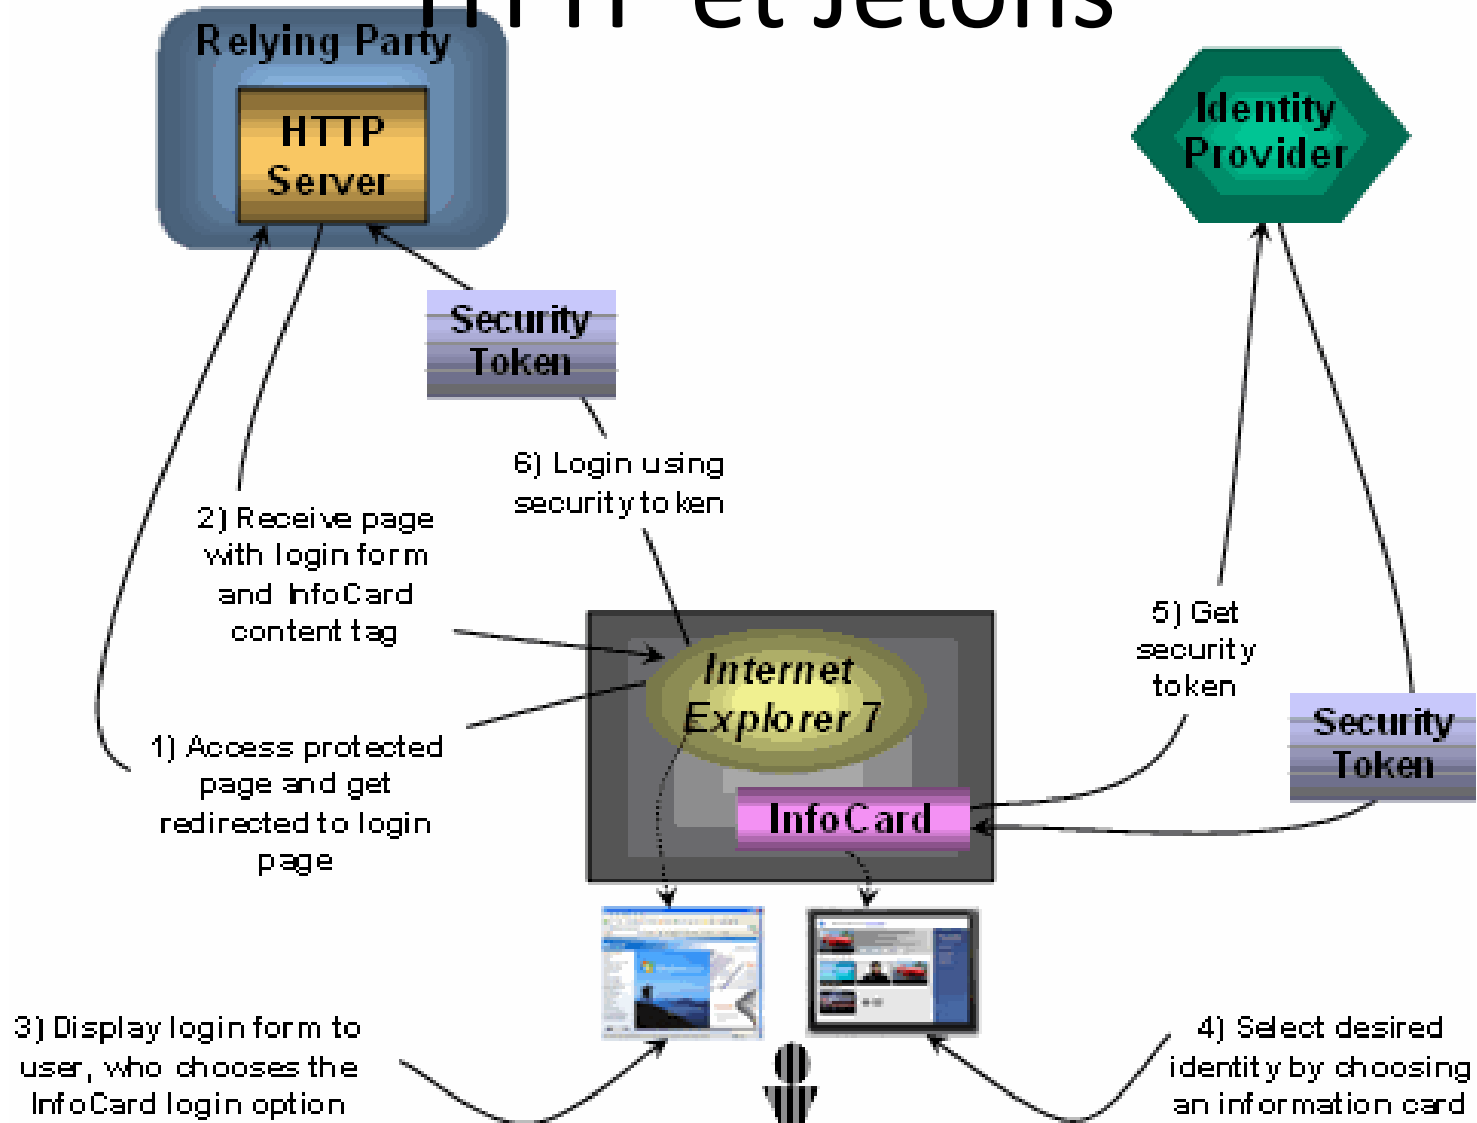 HTTP et Jetons
Relying Party
HTTP
Server
Identity
Provider
Security
Token
6) Login using
security token
2) Receive page
with login form
and InfoCard
content tag
5) Get
security
token
Internet
Explorer 7
Security
Token
1) Access protected
page and get
redirected to login
page
InfoCard
3) Display login form to
user, who chooses the
InfoCard login option
4) Select desired
identity by choosing
an information card